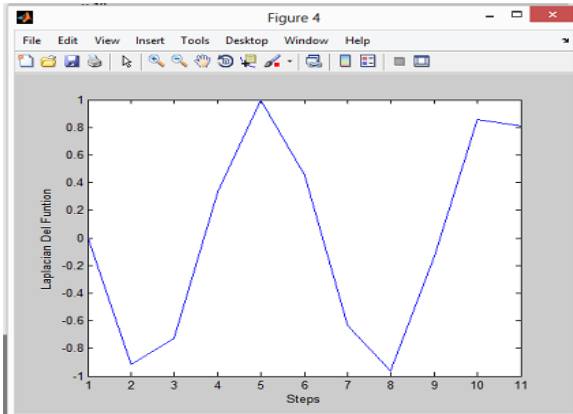 Figure 4
File Edit View Insert Tools Desktop Window Help
1
0.8
0.6
0.4
0.2
0
-0.2
-0.4
-0.6
-0.8
-1
Laplacian Del Funtion
1 2 3 4 5 6 7 8 9 10 11
Steps